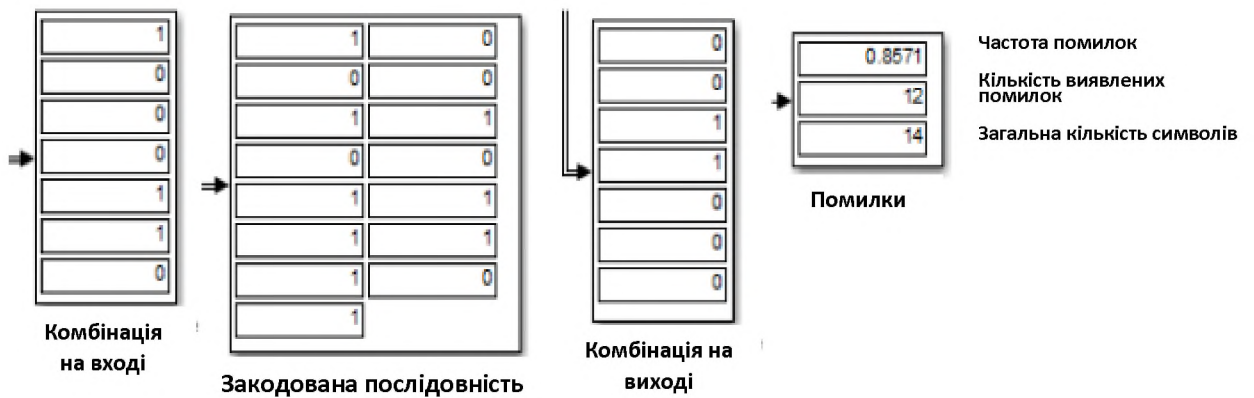 1
0
0
0
1
1
0
Комбінація
на вході
1 0
0 0
1 1
0 0
1 1
1 1
1 0
1
Закодована послідовність
0
0
1
1
0
0
0
Комбінація на
виході
0.8571
12
14
Помилки
Частота помилок
Кількість виявлених
помилок
Загальна кількість символів